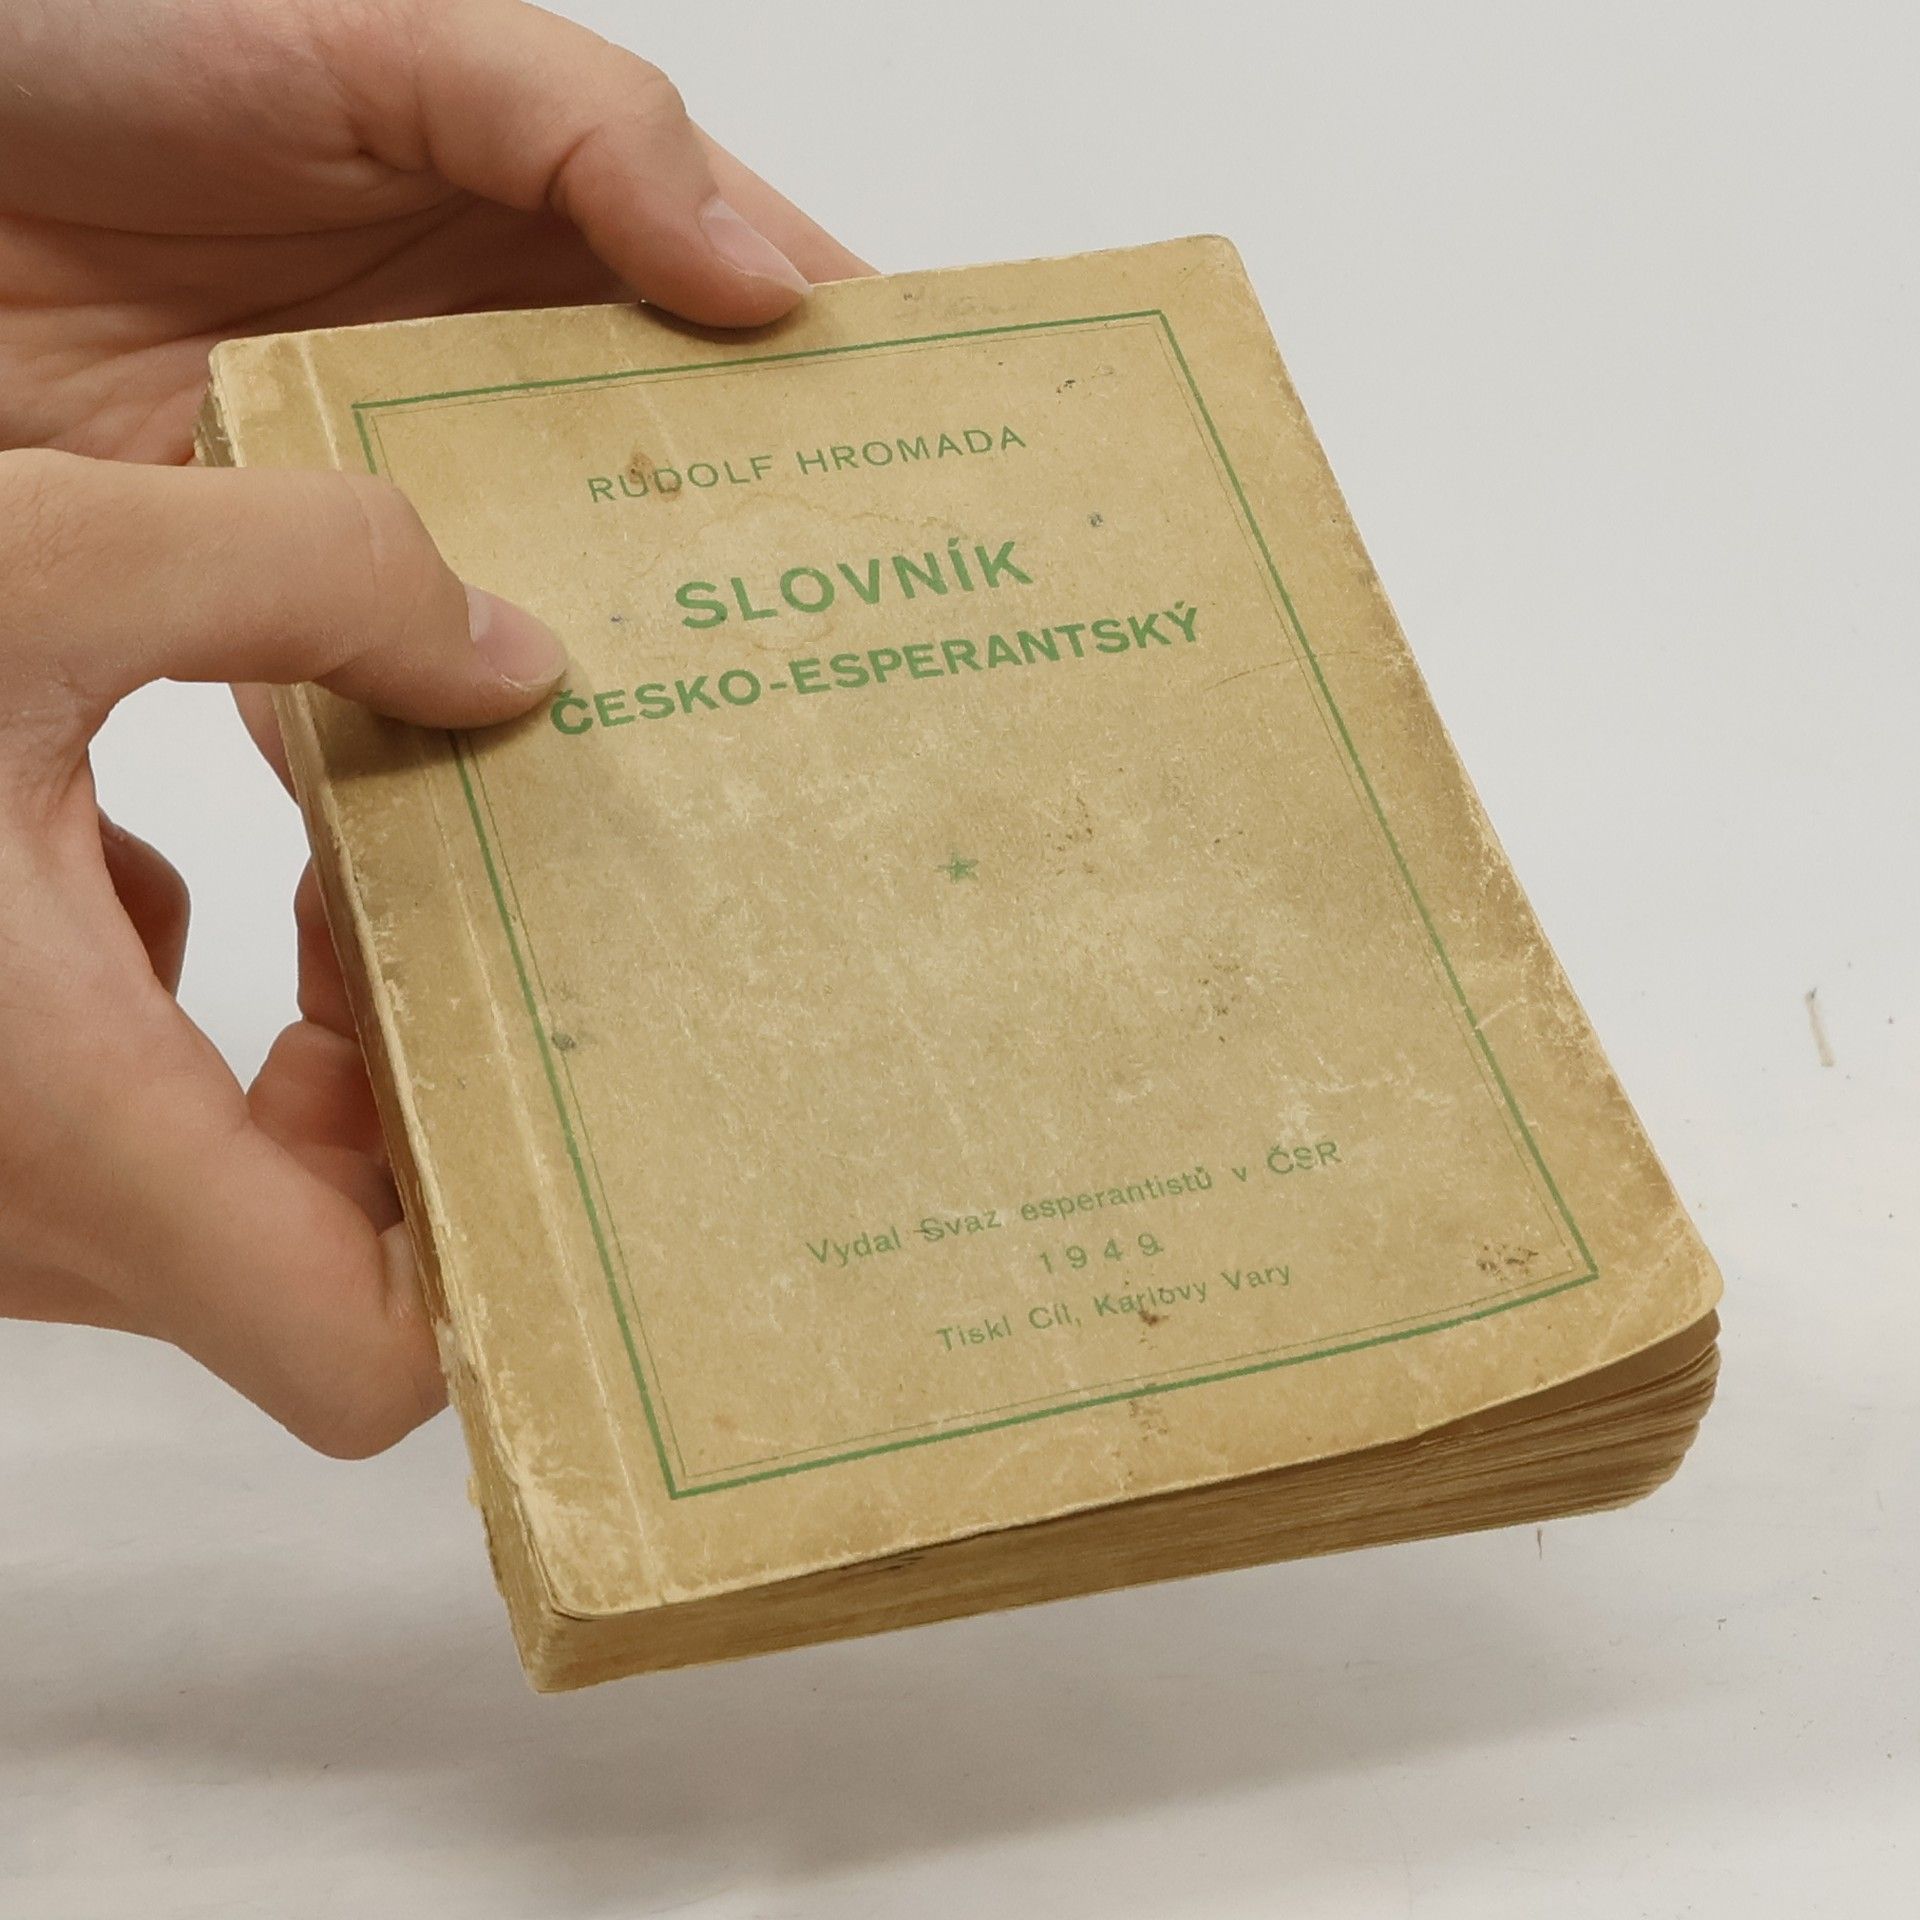 RUDOLF HROMADA
SLOVNÍK
ČESKO-ESPERANTSKÝ
Vydal Svaz esperantistů v ČSR
1949
Tiskl Cíl, Karlovy Vary